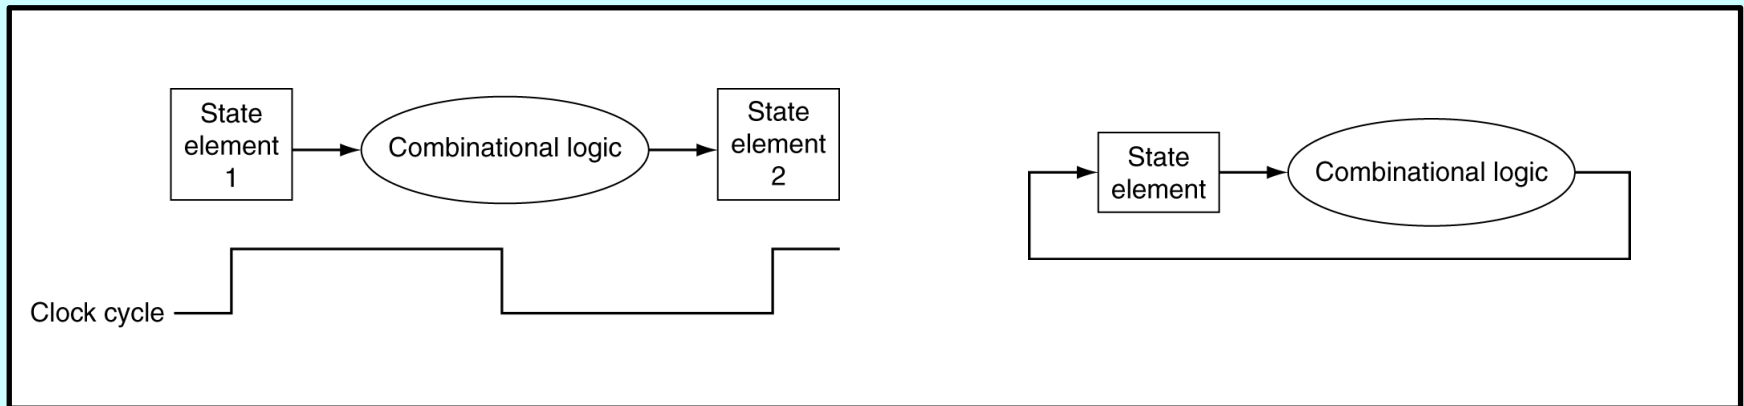 State
element
1
Combinational logic
State
element
2
Clock cycle
State
element
Combinational logic